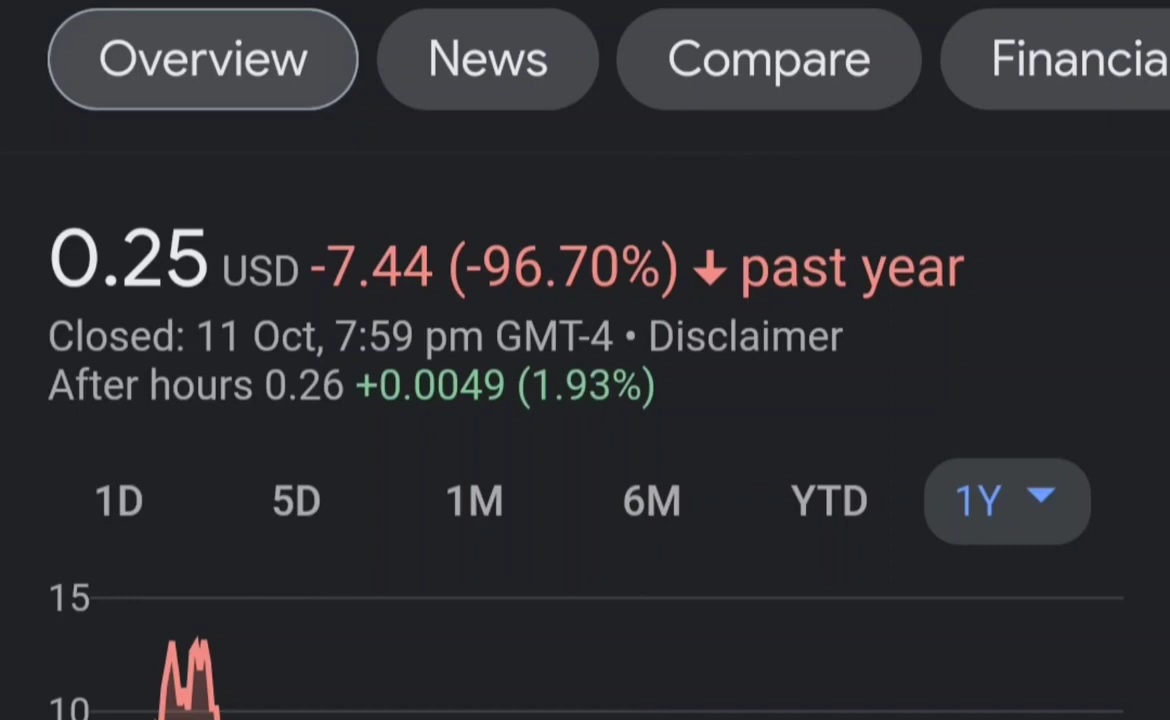 Overview News Compare Financia
0.25 USD -7.44 (-96.70%) ↓ past year
Closed: 11 Oct, 7:59 pm GMT-4 • Disclaimer
After hours 0.26 +0.0049 (1.93%)
1D 5D 1M 6M YTD 1Y
15
10